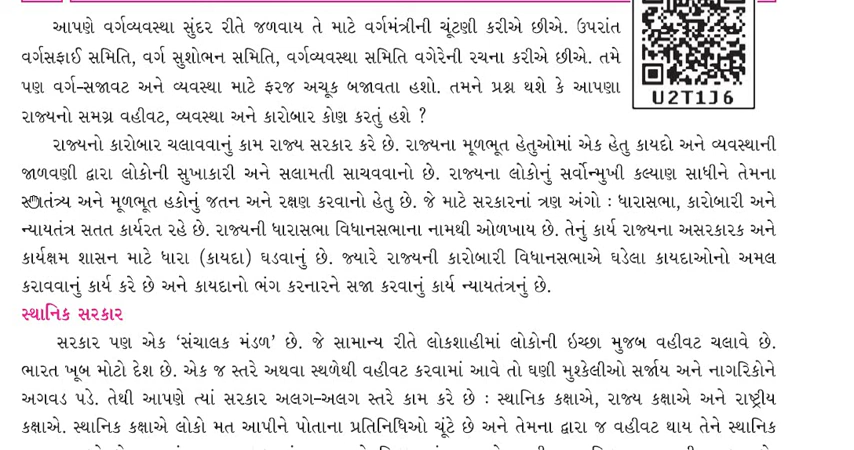 આપણે વર્ગવ્યવસ્થા સુંદર રીતે જળવાય તે માટે વર્ગમંત્રીની ચૂંટણી કરીએ છીએ. ઉપરાંત
વર્ગસફાઈ સમિતિ, વર્ગ સુશોભન સમિતિ, વર્ગવ્યવસ્થા સમિતિ વગેરેની રચના કરીએ છીએ. તમે
પણ વર્ગ-સજાવટ અને વ્યવસ્થા માટે ફરજ અચૂક બજાવતા હશો. તમને પ્રશ્ન થશે કે આપણા
રાજ્યનો સમગ્ર વહીવટ, વ્યવસ્થા અને કારોબાર કોણ કરતું હશે ?
U2T1J6
રાજ્યનો કારોબાર ચલાવવાનું કામ રાજ્ય સરકાર કરે છે. રાજ્યના મૂળભૂત હેતુઓમાં એક હેતુ કાયદો અને વ્યવસ્થાની
જાળવણી દ્વારા લોકોની સુખાકારી અને સલામતી સાચવવાનો છે. રાજ્યના લોકોનું સર્વોન્મુખી કલ્યાણ સાધીને તેમના
અને મૂળભૂત હકોનું જતન અને રક્ષણ કરવાનો હેતુ છે. જે માટે સરકારનાં ત્રણ અંગો : ધારાસભા, કારોબારી અને
ન્યાયતંત્ર સતત કાર્યરત રહે છે. રાજ્યની ધારાસભા વિધાનસભાના નામથી ઓળખાય છે. તેનું કાર્ય રાજ્યના અસરકારક અને
કાર્યક્ષમ શાસન માટે ધારા (કાયદા) ઘડવાનું છે. જ્યારે રાજ્યની કારોબારી વિધાનસભાએ ઘડેલા કાયદાઓનો અમલ
કરાવવાનું કાર્ય કરે છે અને કાયદાનો ભંગ કરનારને સજા કરવાનું કાર્ય ન્યાયતંત્રનું છે.
સ્થાનિક સરકાર
સરકાર પણ એક ‘સંચાલક મંડળ’ છે. જે સામાન્ય રીતે લોકશાહીમાં લોકોની ઇચ્છા મુજબ વહીવટ ચલાવે છે.
ભારત ખૂબ મોટો દેશ છે. એક જ સ્તરે અથવા સ્થળેથી વહીવટ કરવામાં આવે તો ઘણી મુશ્કેલીઓ સર્જાય અને નાગરિકોને
અગવડ પડે. તેથી આપણે ત્યાં સરકાર અલગ-અલગ સ્તરે કામ કરે છે : સ્થાનિક કક્ષાએ, રાજ્ય કક્ષાએ અને રાષ્ટ્રીય
કક્ષાએ. સ્થાનિક કક્ષાએ લોકો મત આપીને પોતાના પ્રતિનિધિઓ ચૂંટે છે અને તેમના દ્વારા જ વહીવટ થાય તેને સ્થાનિક